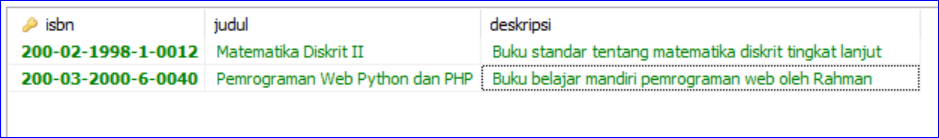 isbn judul deskripsi
200-02-1998-1-0012 Matematika Diskrit II Buku standar tentang matematika diskrit tingkat lanjut
200-03-2000-6-0040 Pemrograman Web Python dan PHP Buku belajar mandiri pemrograman web oleh Rahman